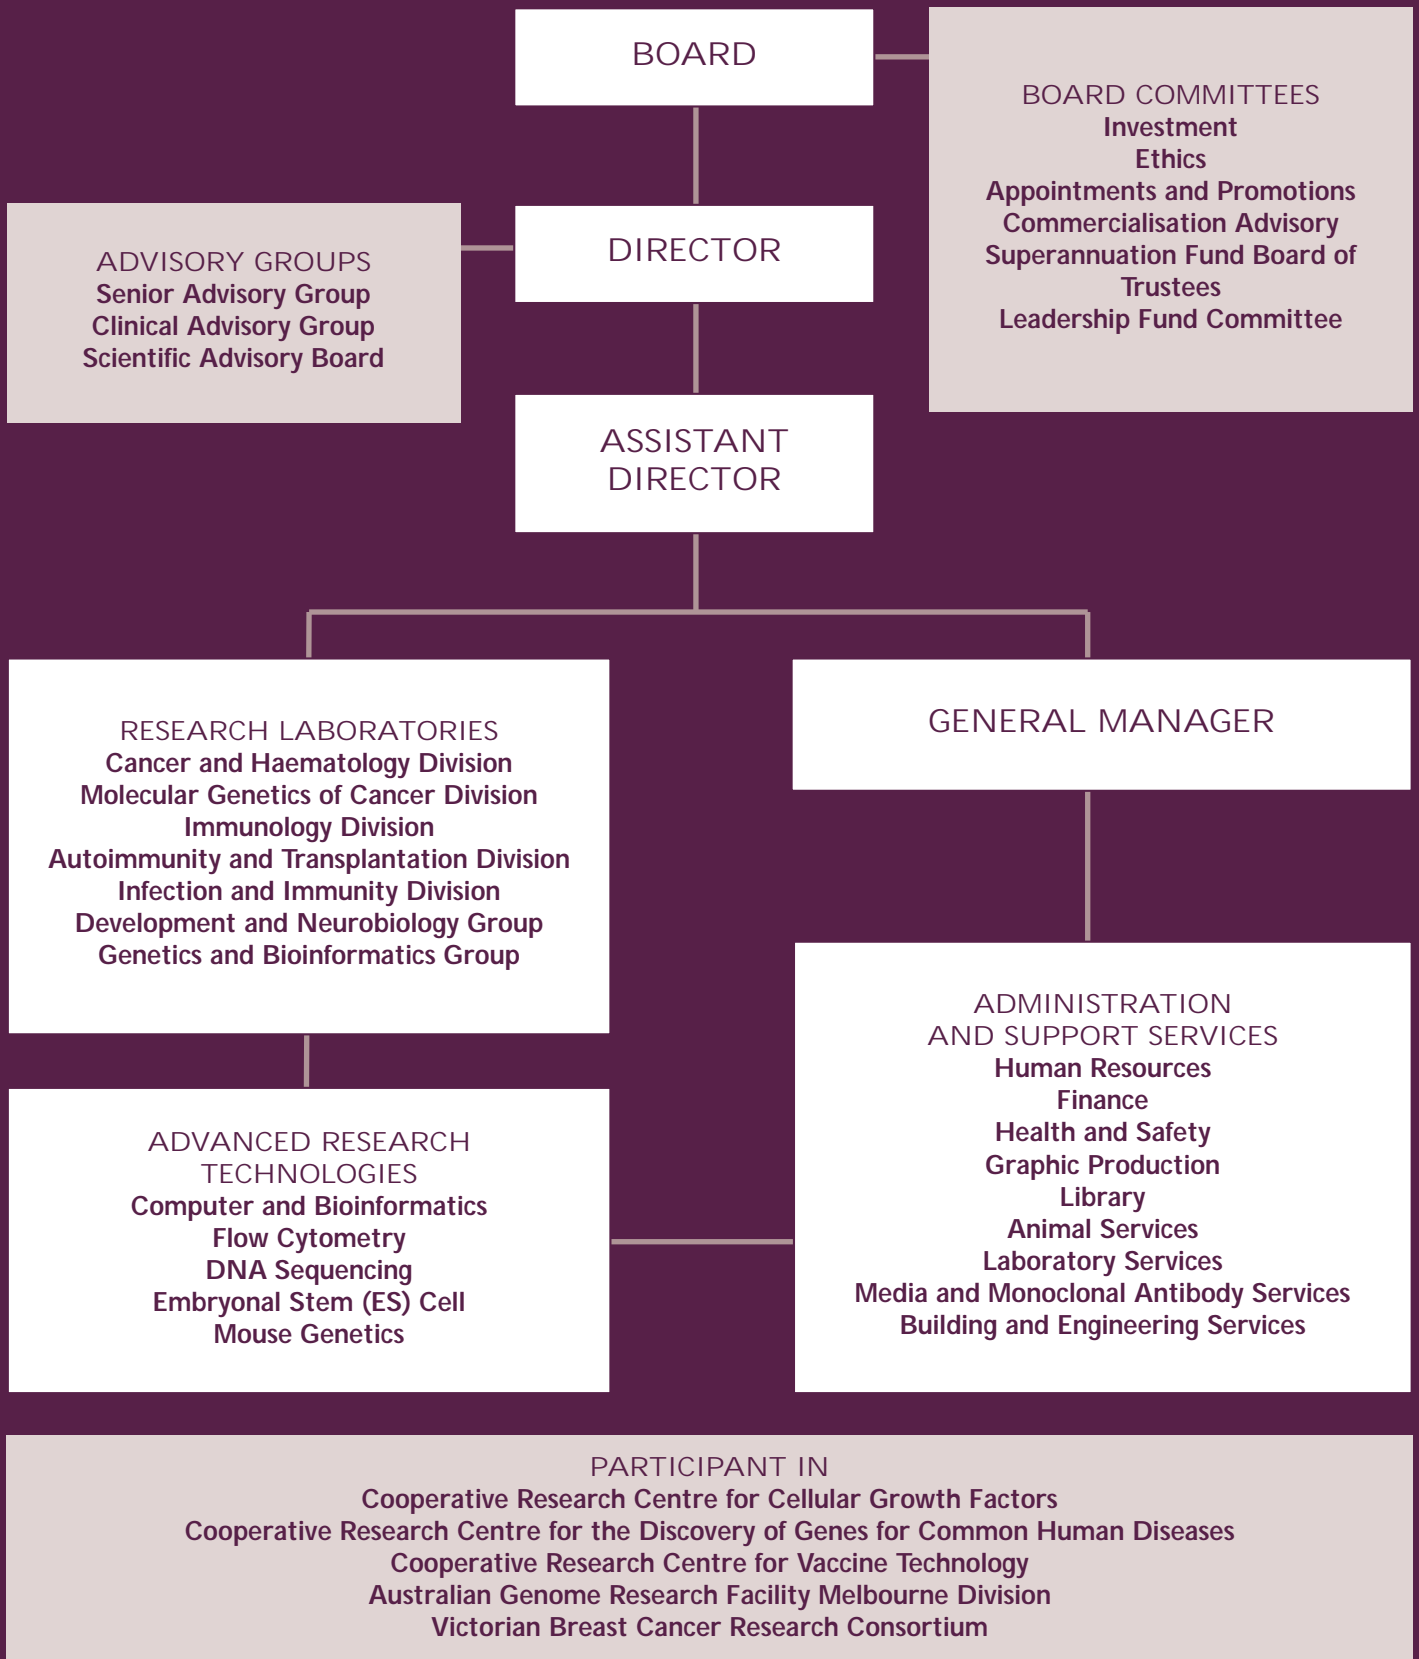 BOARD
BOARD COMMITTEES
Investment
Ethics
Appointments and Promotions
Commercialisation Advisory
Superannuation Fund Board of
Trustees
Leadership Fund Committee
DIRECTOR
ADVISORY GROUPS
Senior Advisory Group
Clinical Advisory Group
Scientific Advisory Board
ASSISTANT
DIRECTOR
RESEARCH LABORATORIES
Cancer and Haematology Division
Molecular Genetics of Cancer Division
Immunology Division
Autoimmunity and Transplantation Division
Infection and Immunity Division
Development and Neurobiology Group
Genetics and Bioinformatics Group
GENERAL MANAGER
ADVANCED RESEARCH
TECHNOLOGIES
Computer and Bioinformatics
Flow Cytometry
DNA Sequencing
Embryonal Stem (ES) Cell
Mouse Genetics
ADMINISTRATION
AND SUPPORT SERVICES
Human Resources
Finance
Health and Safety
Graphic Production
Library
Animal Services
Laboratory Services
Media and Monoclonal Antibody Services
Building and Engineering Services
PARTICIPANT IN
Cooperative Research Centre for Cellular Growth Factors
Cooperative Research Centre for the Discovery of Genes for Common Human Diseases
Cooperative Research Centre for Vaccine Technology
Australian Genome Research Facility Melbourne Division
Victorian Breast Cancer Research Consortium